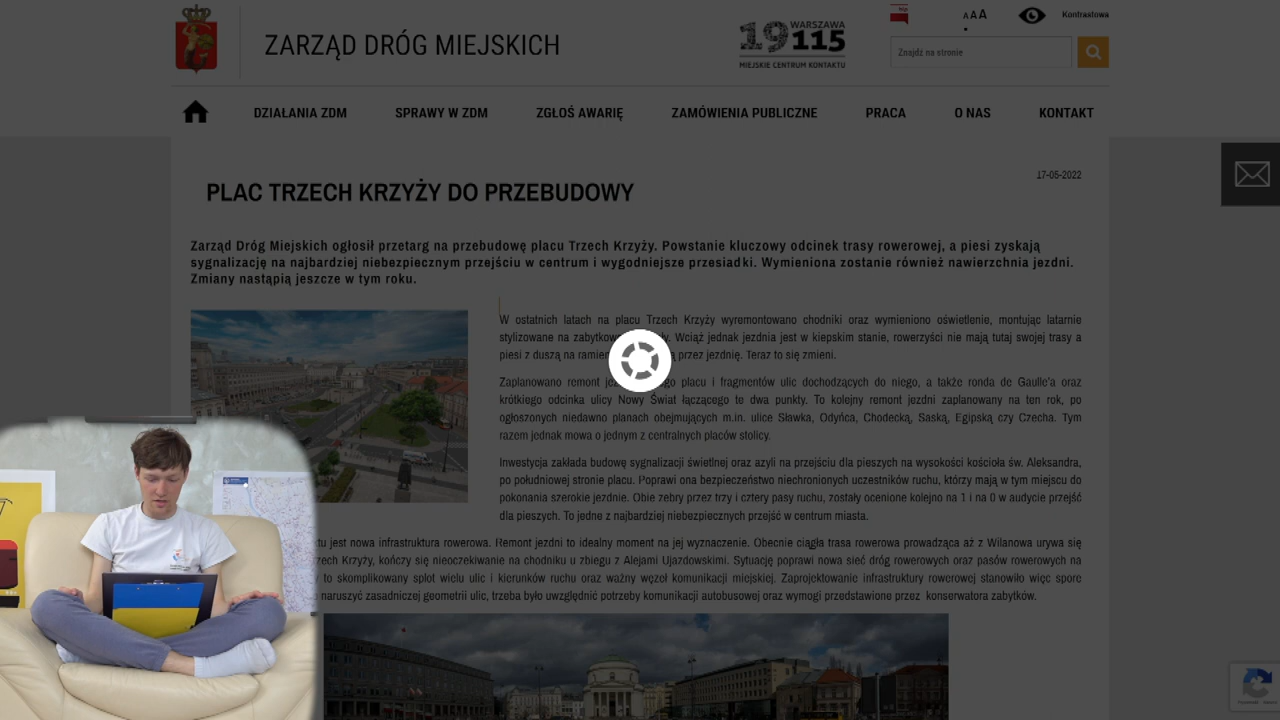 ZARZĄD DRÓG MIEJSKICH
WARSZAWA
19115
MIEJSKIE CENTRUM KONTAKTU
bip
A A A
Kontrastowa
Znajdź na stronie
DZIAŁANIA ZDM
SPRAWY W ZDM
ZGŁOŚ AWARIĘ
ZAMÓWIENIA PUBLICZNE
PRACA
O NAS
KONTAKT
17-05-2022
PLAC TRZECH KRZYŻY DO PRZEBUDOWY
Zarząd Dróg Miejskich ogłosił przetarg na przebudowę placu Trzech Krzyży. Powstanie kluczowy odcinek trasy rowerowej, a piesi zyskają
sygnalizację na najbardziej niebezpiecznym przejściu w centrum i wygodniejsze przesiadki. Wymieniona zostanie również nawierzchnia jezdni.
Zmiany nastąpią jeszcze w tym roku.
W ostatnich latach na placu Trzech Krzyży wyremontowano chodniki oraz wymieniono oświetlenie, montując latarnie
stylizowane na zabytkowe. Wciąż jednak jezdnia jest w kiepskim stanie, rowerzyści nie mają tutaj swojej trasy a
piesi z duszą na ramieniu przez jezdnię. Teraz to się zmieni.
Zaplanowano remont placu i fragmentów ulic dochodzących do niego, a także ronda de Gaulle'a oraz
krótkiego odcinka ulicy Nowy Świat łączącego te dwa punkty. To kolejny remont jezdni zaplanowany na ten rok, po
ogłoszonych niedawno planach obejmujących m.in. ulice Sławka, Odyńca, Chodecką, Saską, Egipską czy Czecha. Tym
razem jednak mowa o jednym z centralnych placów stolicy.
Inwestycja zakłada budowę sygnalizacji świetlnej oraz azyli na przejściu dla pieszych na wysokości kościoła św. Aleksandra,
po południowej stronie placu. Poprawi ona bezpieczeństwo niechronionych uczestników ruchu, którzy mają w tym miejscu do
pokonania szerokie jezdnie. Obie zebry przez trzy i cztery pasy ruchu, zostały ocenione kolejno na 1 i na 0 w audycie przejść
dla pieszych. To jedne z najbardziej niebezpiecznych przejść w centrum miasta.
tu jest nowa infrastruktura rowerowa. Remont jezdni to idealny moment na jej wyznaczenie. Obecnie ciągła trasa rowerowa prowadząca aż z Wilanowa urywa się
Krzyży, kończy się nieoczekiwanie na chodniku u zbiegu z Alejami Ujazdowskimi. Sytuację poprawi nowa sieć dróg rowerowych oraz pasów rowerowych na
to skomplikowany splot wielu ulic i kierunków ruchu oraz ważny węzeł komunikacji miejskiej. Zaprojektowanie infrastruktury rowerowej stanowiło więc spore
naruszyć zasadniczej geometrii ulic, trzeba było uwzględnić potrzeby komunikacji autobusowej oraz wymogi przedstawione przez konserwatora zabytków.